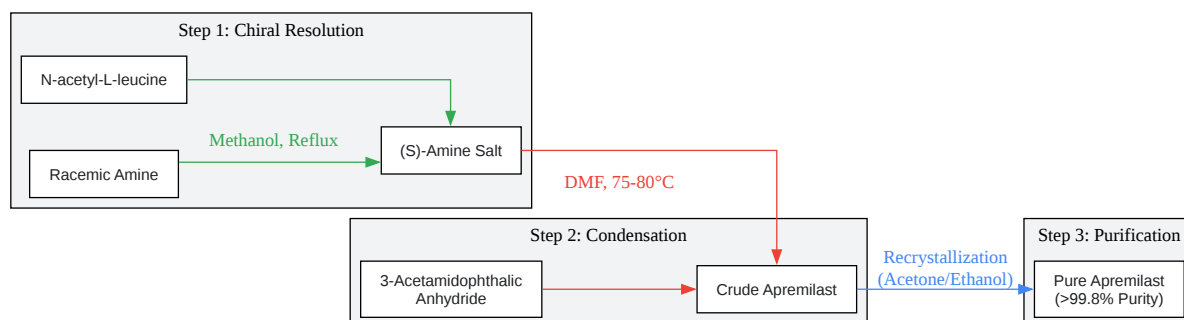 Step 1: Chiral Resolution
N-acetyl-L-leucine
Methanol, Reflux
Racemic Amine
(S)-Amine Salt
DMF, 75-80°C
Step 2: Condensation
3-Acetamidophthalic
Anhydride
Crude Apremilast
Recrystallization
(Acetone/Ethanol)
Step 3: Purification
Pure Apremilast
(>99.8% Purity)